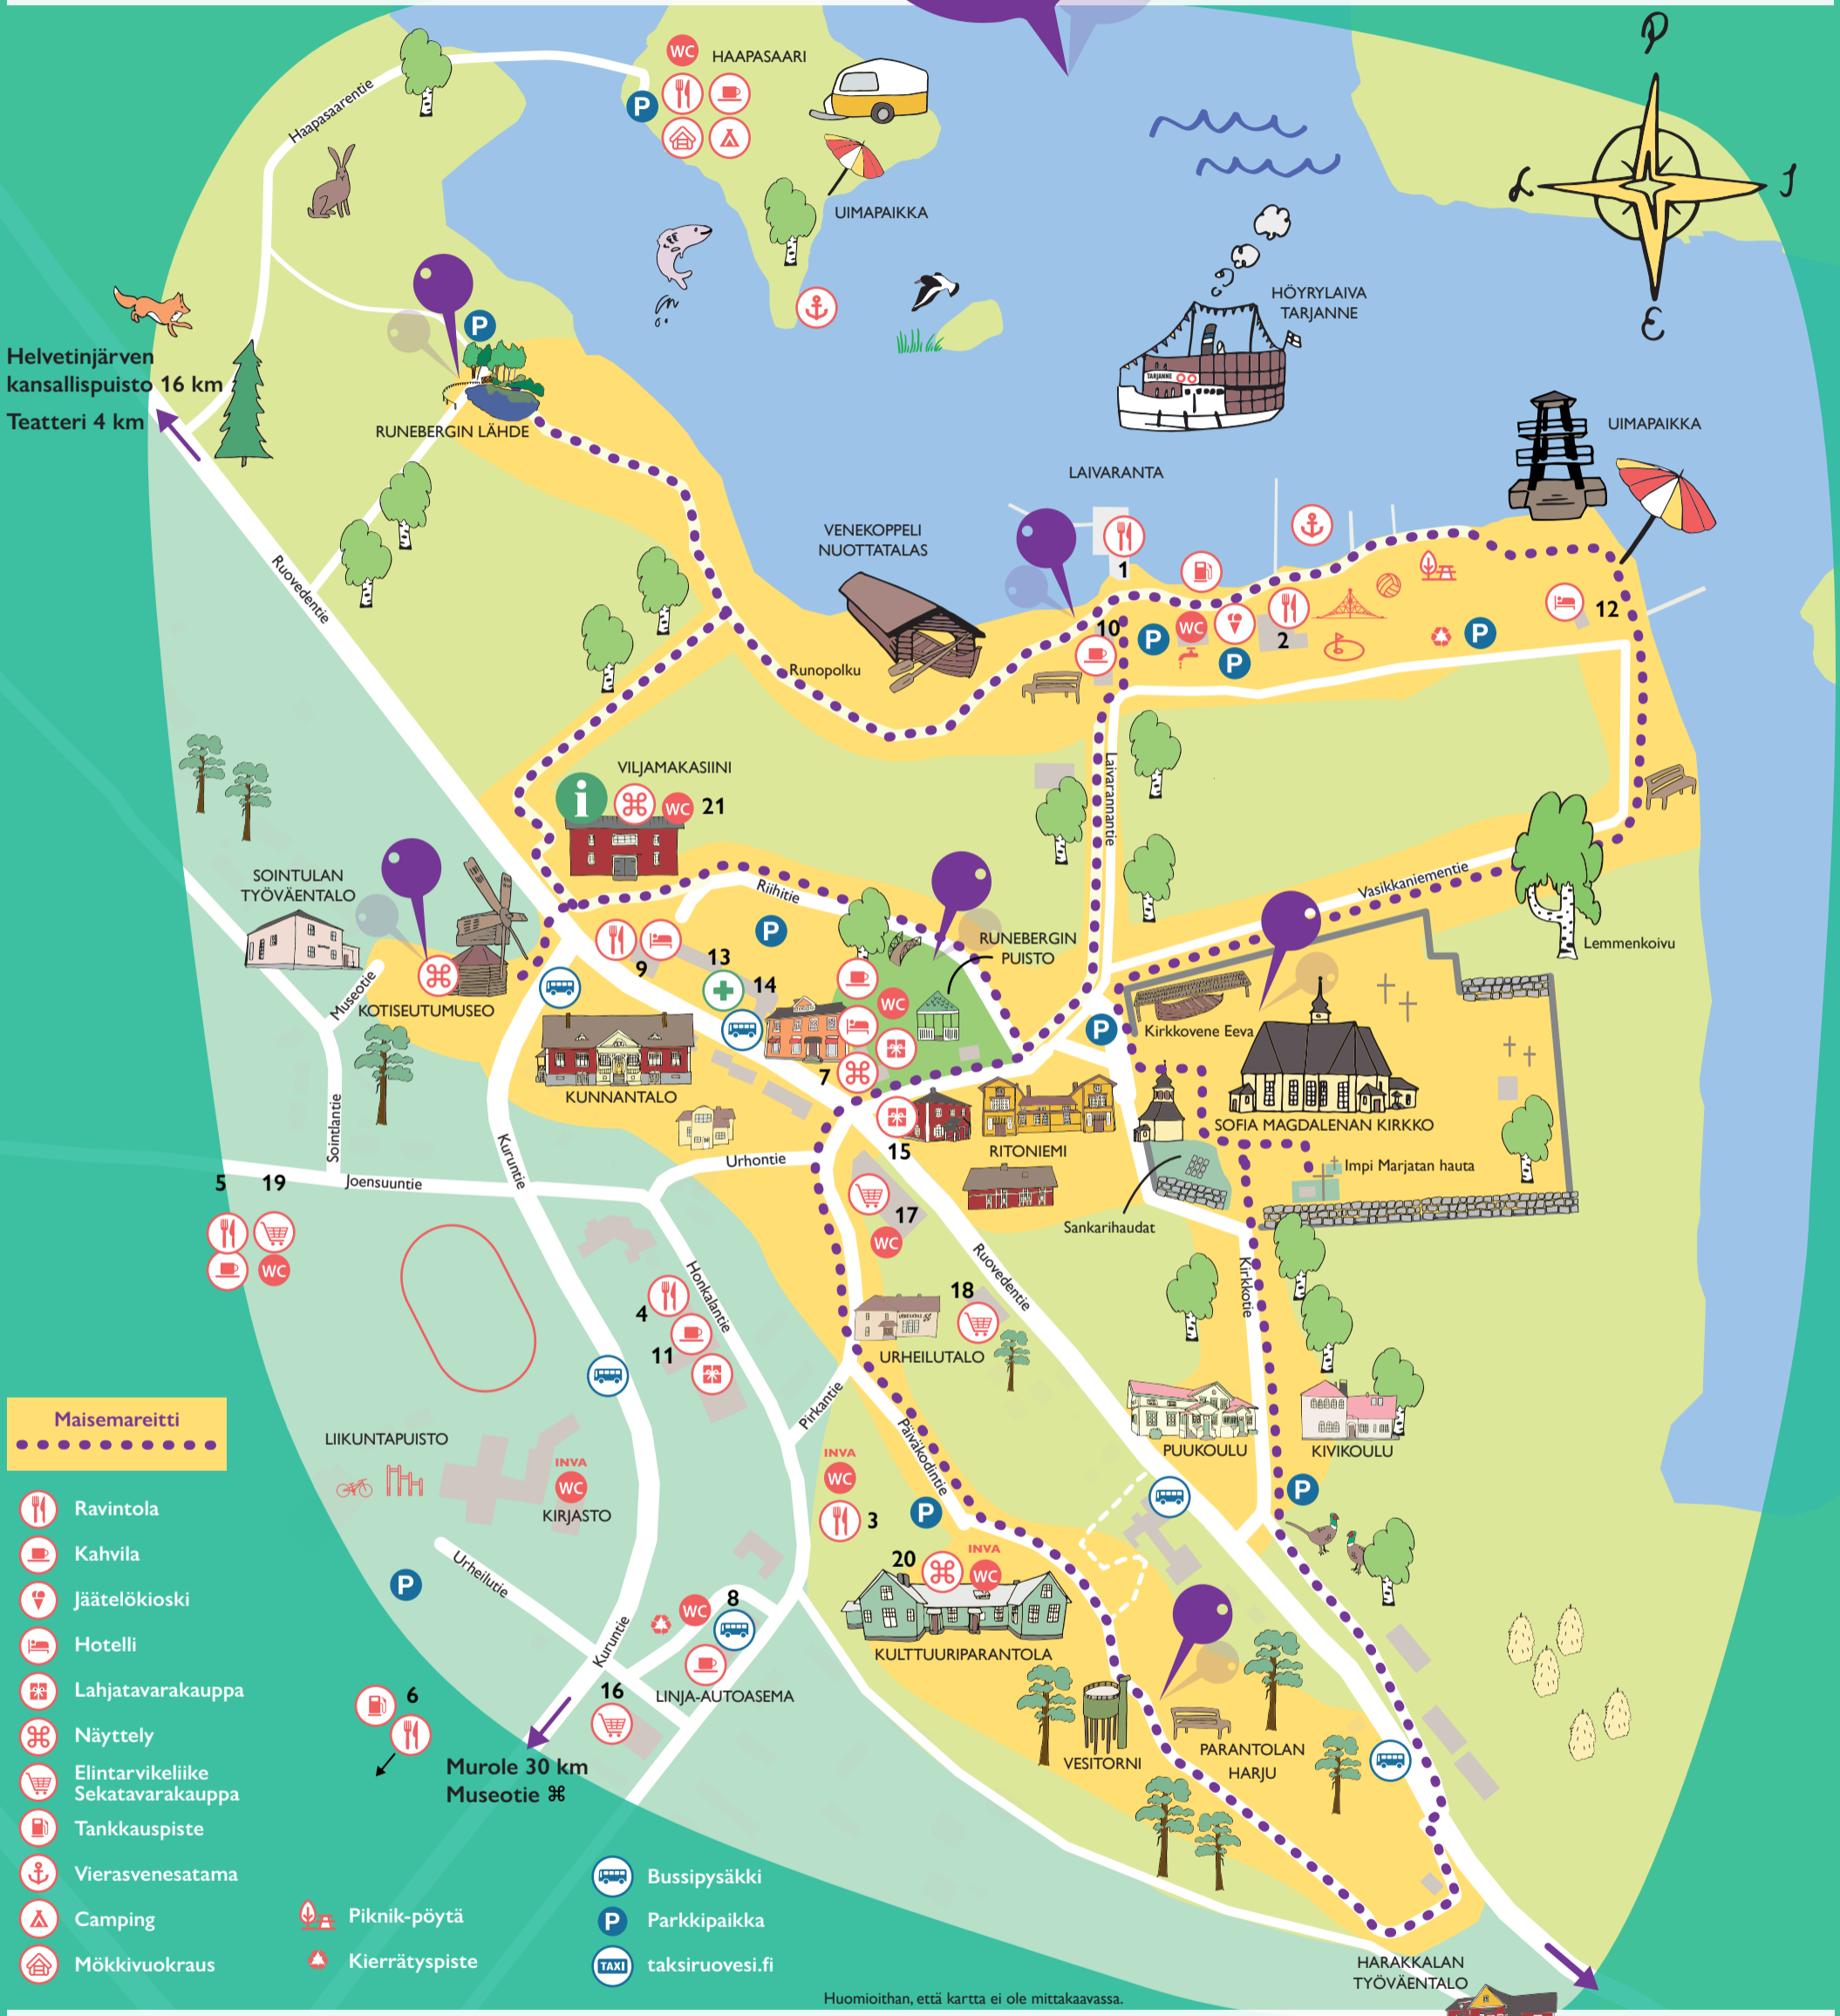 P
L
I
E
WC
HAAPASAARI
P
Haapasaarentie
UIMAPAIKKA
HÖYRYLAIVA
TARJANNE
TARJANNE
P
Helvetinjärven
kansallispuisto 16 km
Teatteri 4 km
RUNEBERGIN LÄHDE
UIMAPAIKKA
LAIVARANTA
VENEKOPPELI
NUOTTATALAS
1
Ruovedentie
10
P
WC
P
2
P
12
Runopolku
VILJAMAKASIINI
i
WC
21
Laivarannantie
SOINTULAN
TYÖVÄENTALO
Riihitie
Vasikkaniementie
P
RUNEBERGIN
PUISTO
Lemmenkoivu
9
13
14
WC
Museotie
KOTISEUTUMUSEO
P
Kirkkovene Eeva
7
KUNNANTALO
SOFIA MAGDALENAN KIRKKO
15
RITONIEMI
Urhontie
Impi Marjatan hauta
Sointlantie
Joensuuntie
Kuruntie
5
19
WC
17
WC
Sankarihaudat
Ruovedentie
Kirkkotie
Honkalantie
4
11
18
URHEILUTALO
Pirkantie
Päiväkodintie
PUUKOULU
KIVIKOULU
P
Maisemareitti
LIIKUNTAPUISTO
INVA
WC
KIRJASTO
INVA
WC
3
P
20
INVA
WC
KULTTUURIPARANTOLA
Urheilutie
P
WC
8
Kuruntie
LINJA-AUTOASEMA
6
16
VESITORNI
PARANTOLAN
HARJU
Murole 30 km
Museotie ⌘
Ravintola
Kahvila
Jäätelökioski
Hotelli
Lahjatavarakauppa
Näyttely
Elintarvikeliike
Sekatavarakauppa
Tankkauspiste
Vierasvenesatama
Camping
Mökkivuokraus
Piknik-pöytä
Kierrätyspiste
Bussipysäkki
P
Parkkipaikka
TAXI
taksiruovesi.fi
HARAKKALAN
TYÖVÄENTALO
Huomioithan, että kartta ei ole mittakaavassa.